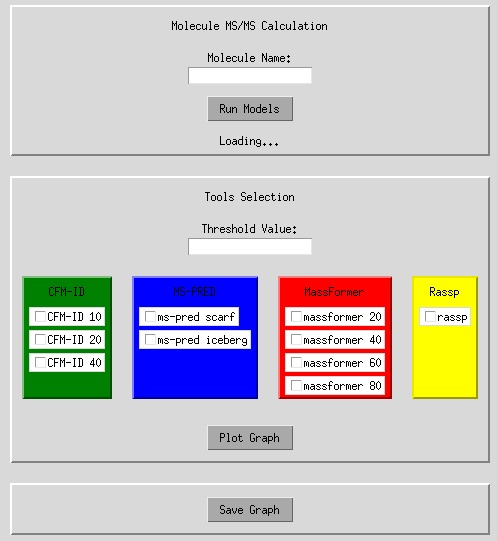 Molecule MS/MS Calculation
Molecule Name:
Run Models
Loading...
Tools Selection
Threshold Value:
CFM-ID
CFM-ID 10
CFM-ID 20
CFM-ID 40
MS-PRED
ms-pred scarf
ms-pred iceberg
MassFormer
massformer 20
massformer 40
massformer 60
massformer 80
Rassp
rassp
Plot Graph
Save Graph